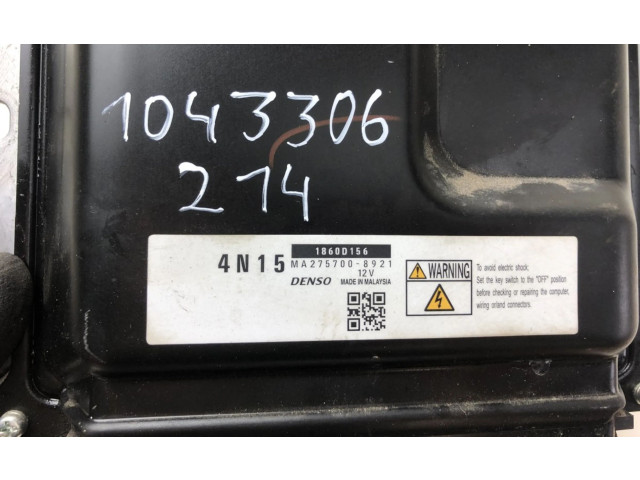 1043306
214
4N15
1860D156
MA275700-8921
12V
DENSO MADE IN MALAYSIA
WARNING
To avoid electric shock:
Set the key switch to the "OFF" position
before checking or repairing the computer,
wiring or/and connectors.